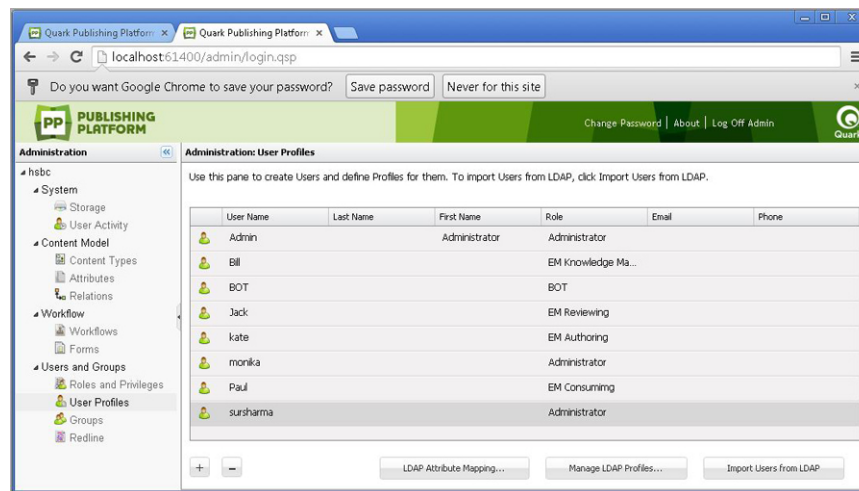 Quark Publishing Platform
Quark Publishing Platform
localhost:61400/admin/login.qsp
Do you want Google Chrome to save your password? Save password Never for this site
PP PUBLISHING PLATFORM
Change Password | About | Log Off Admin
Quark
Administration
Administration: User Profiles
hsbc
System
Storage
User Activity
Content Model
Content Types
Attributes
Relations
Workflow
Workflows
Forms
Users and Groups
Roles and Privileges
User Profiles
Groups
Redline
Use this pane to create Users and define Profiles for them. To import Users from LDAP, click Import Users from LDAP.
User Name Last Name First Name Role Email Phone
Admin Administrator Administrator
Bill EM Knowledge Ma...
BOT BOT
Jack EM Reviewing
kate EM Authoring
monika Administrator
Paul EM Consumimg
sursharma Administrator
+ - LDAP Attribute Mapping... Manage LDAP Profiles... Import Users from LDAP